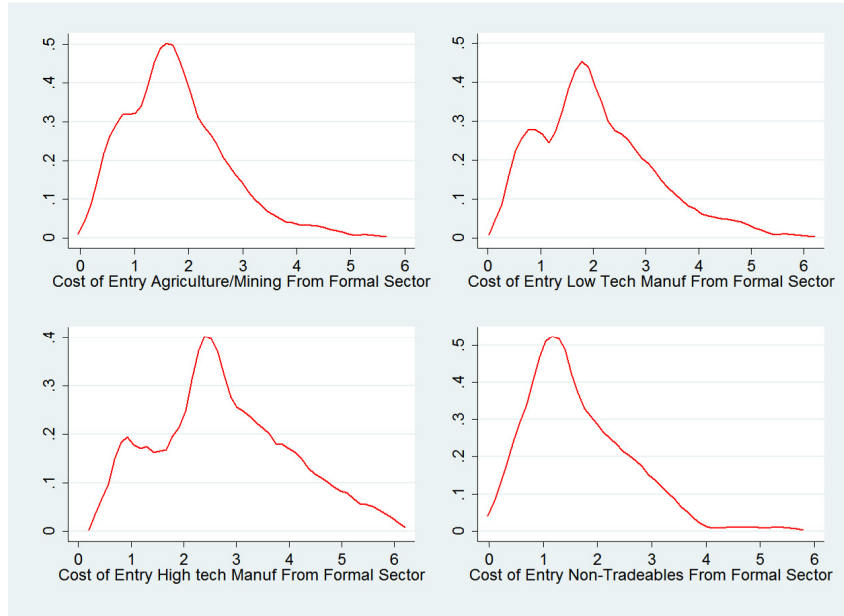 .5
.4
.3
.2
.1
0
0 1 2 3 4 5 6
Cost of Entry Agriculture/Mining From Formal Sector
.5
.4
.3
.2
.1
0
0 1 2 3 4 5 6
Cost of Entry Low Tech Manuf From Formal Sector
.4
.3
.2
.1
0
0 1 2 3 4 5 6
Cost of Entry High tech Manuf From Formal Sector
.5
.4
.3
.2
.1
0
0 1 2 3 4 5 6
Cost of Entry Non-Tradeables From Formal Sector